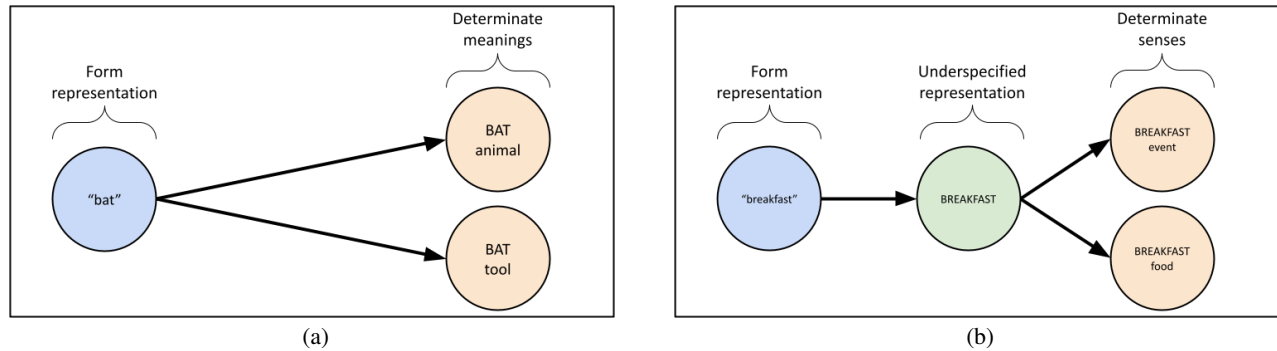 Form
representation
Determinate
meanings
"bat"
BAT
animal
BAT
tool
(a)
Form
representation
Underspecified
representation
Determinate
senses
"breakfast"
BREAKFAST
BREAKFAST
event
BREAKFAST
food
(b)